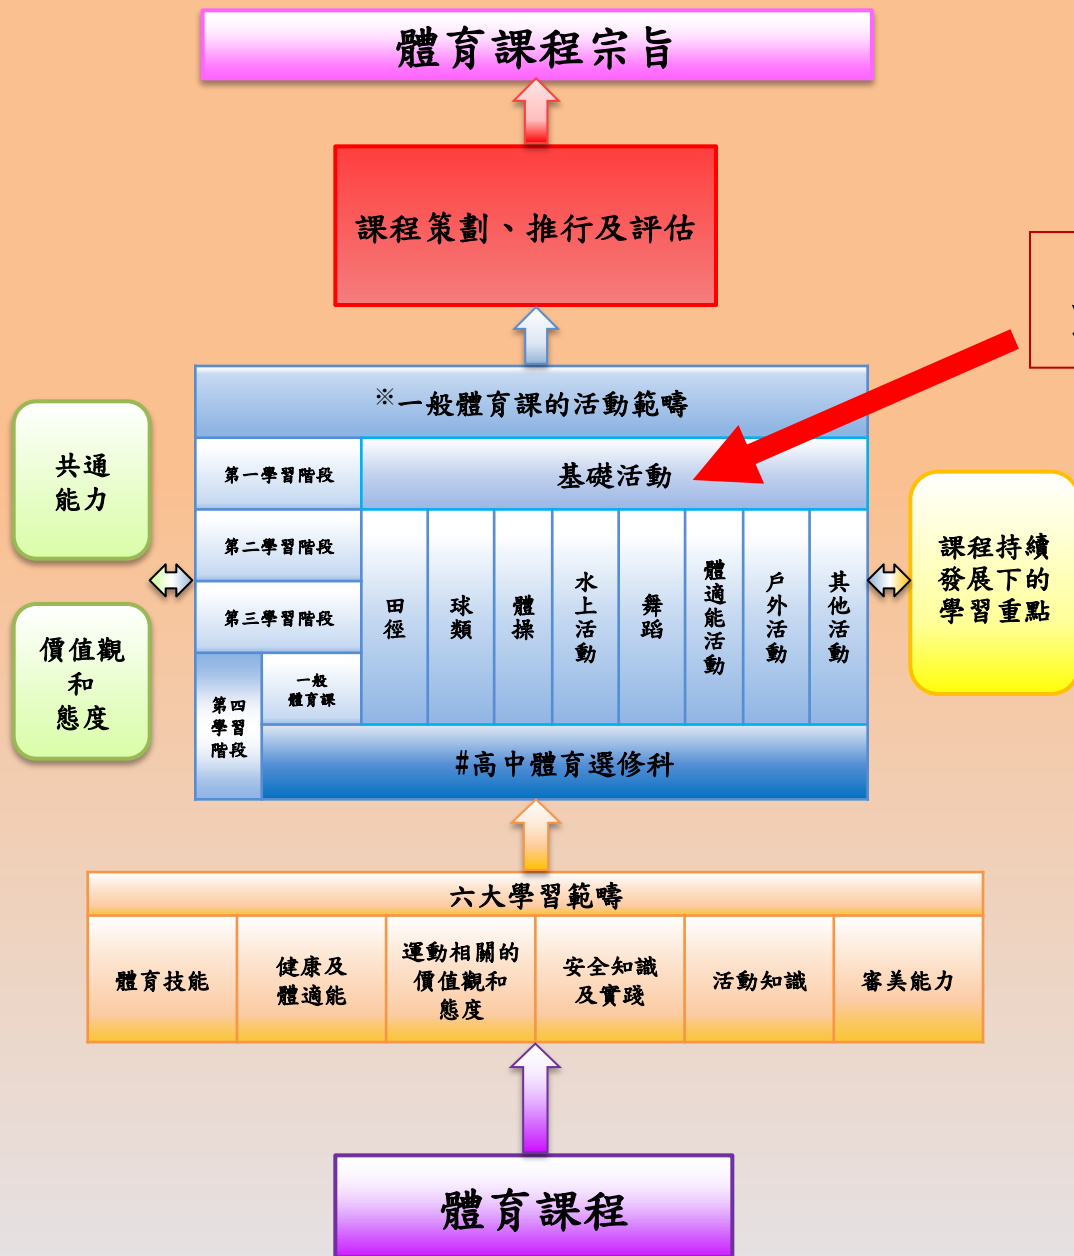 體育課程宗旨
課程策劃、推行及評估
※一般體育課的活動範疇
共通
能力
價值觀
和
態度
第一學習階段
基礎活動
第二學習階段
第三學習階段
第四
學習
階段
一般
體育課
田徑
球類
體操
水上活動
舞蹈
體適能活動
戶外活動
其他活動
#高中體育選修科
課程持續
發展下的
學習重點
六大學習範疇
體育技能
健康及
體適能
運動相關的
價值觀和
態度
安全知識
及實踐
活動知識
審美能力
體育課程